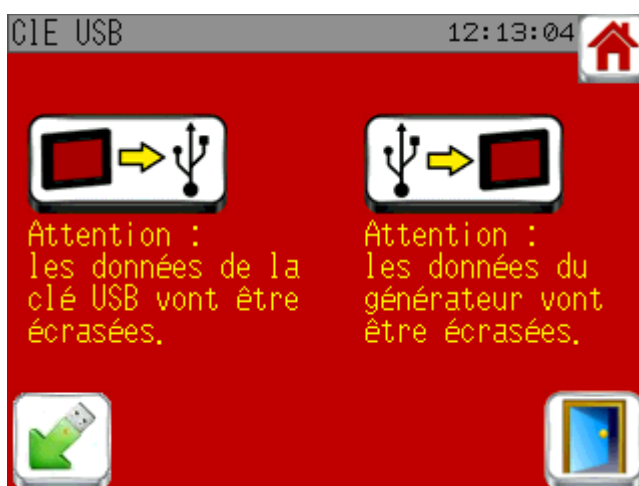 ClE USB
12:13:04
Attention :
les données de la
clé USB vont être
écrasées.
Attention :
les données du
générateur vont
être écrasées.